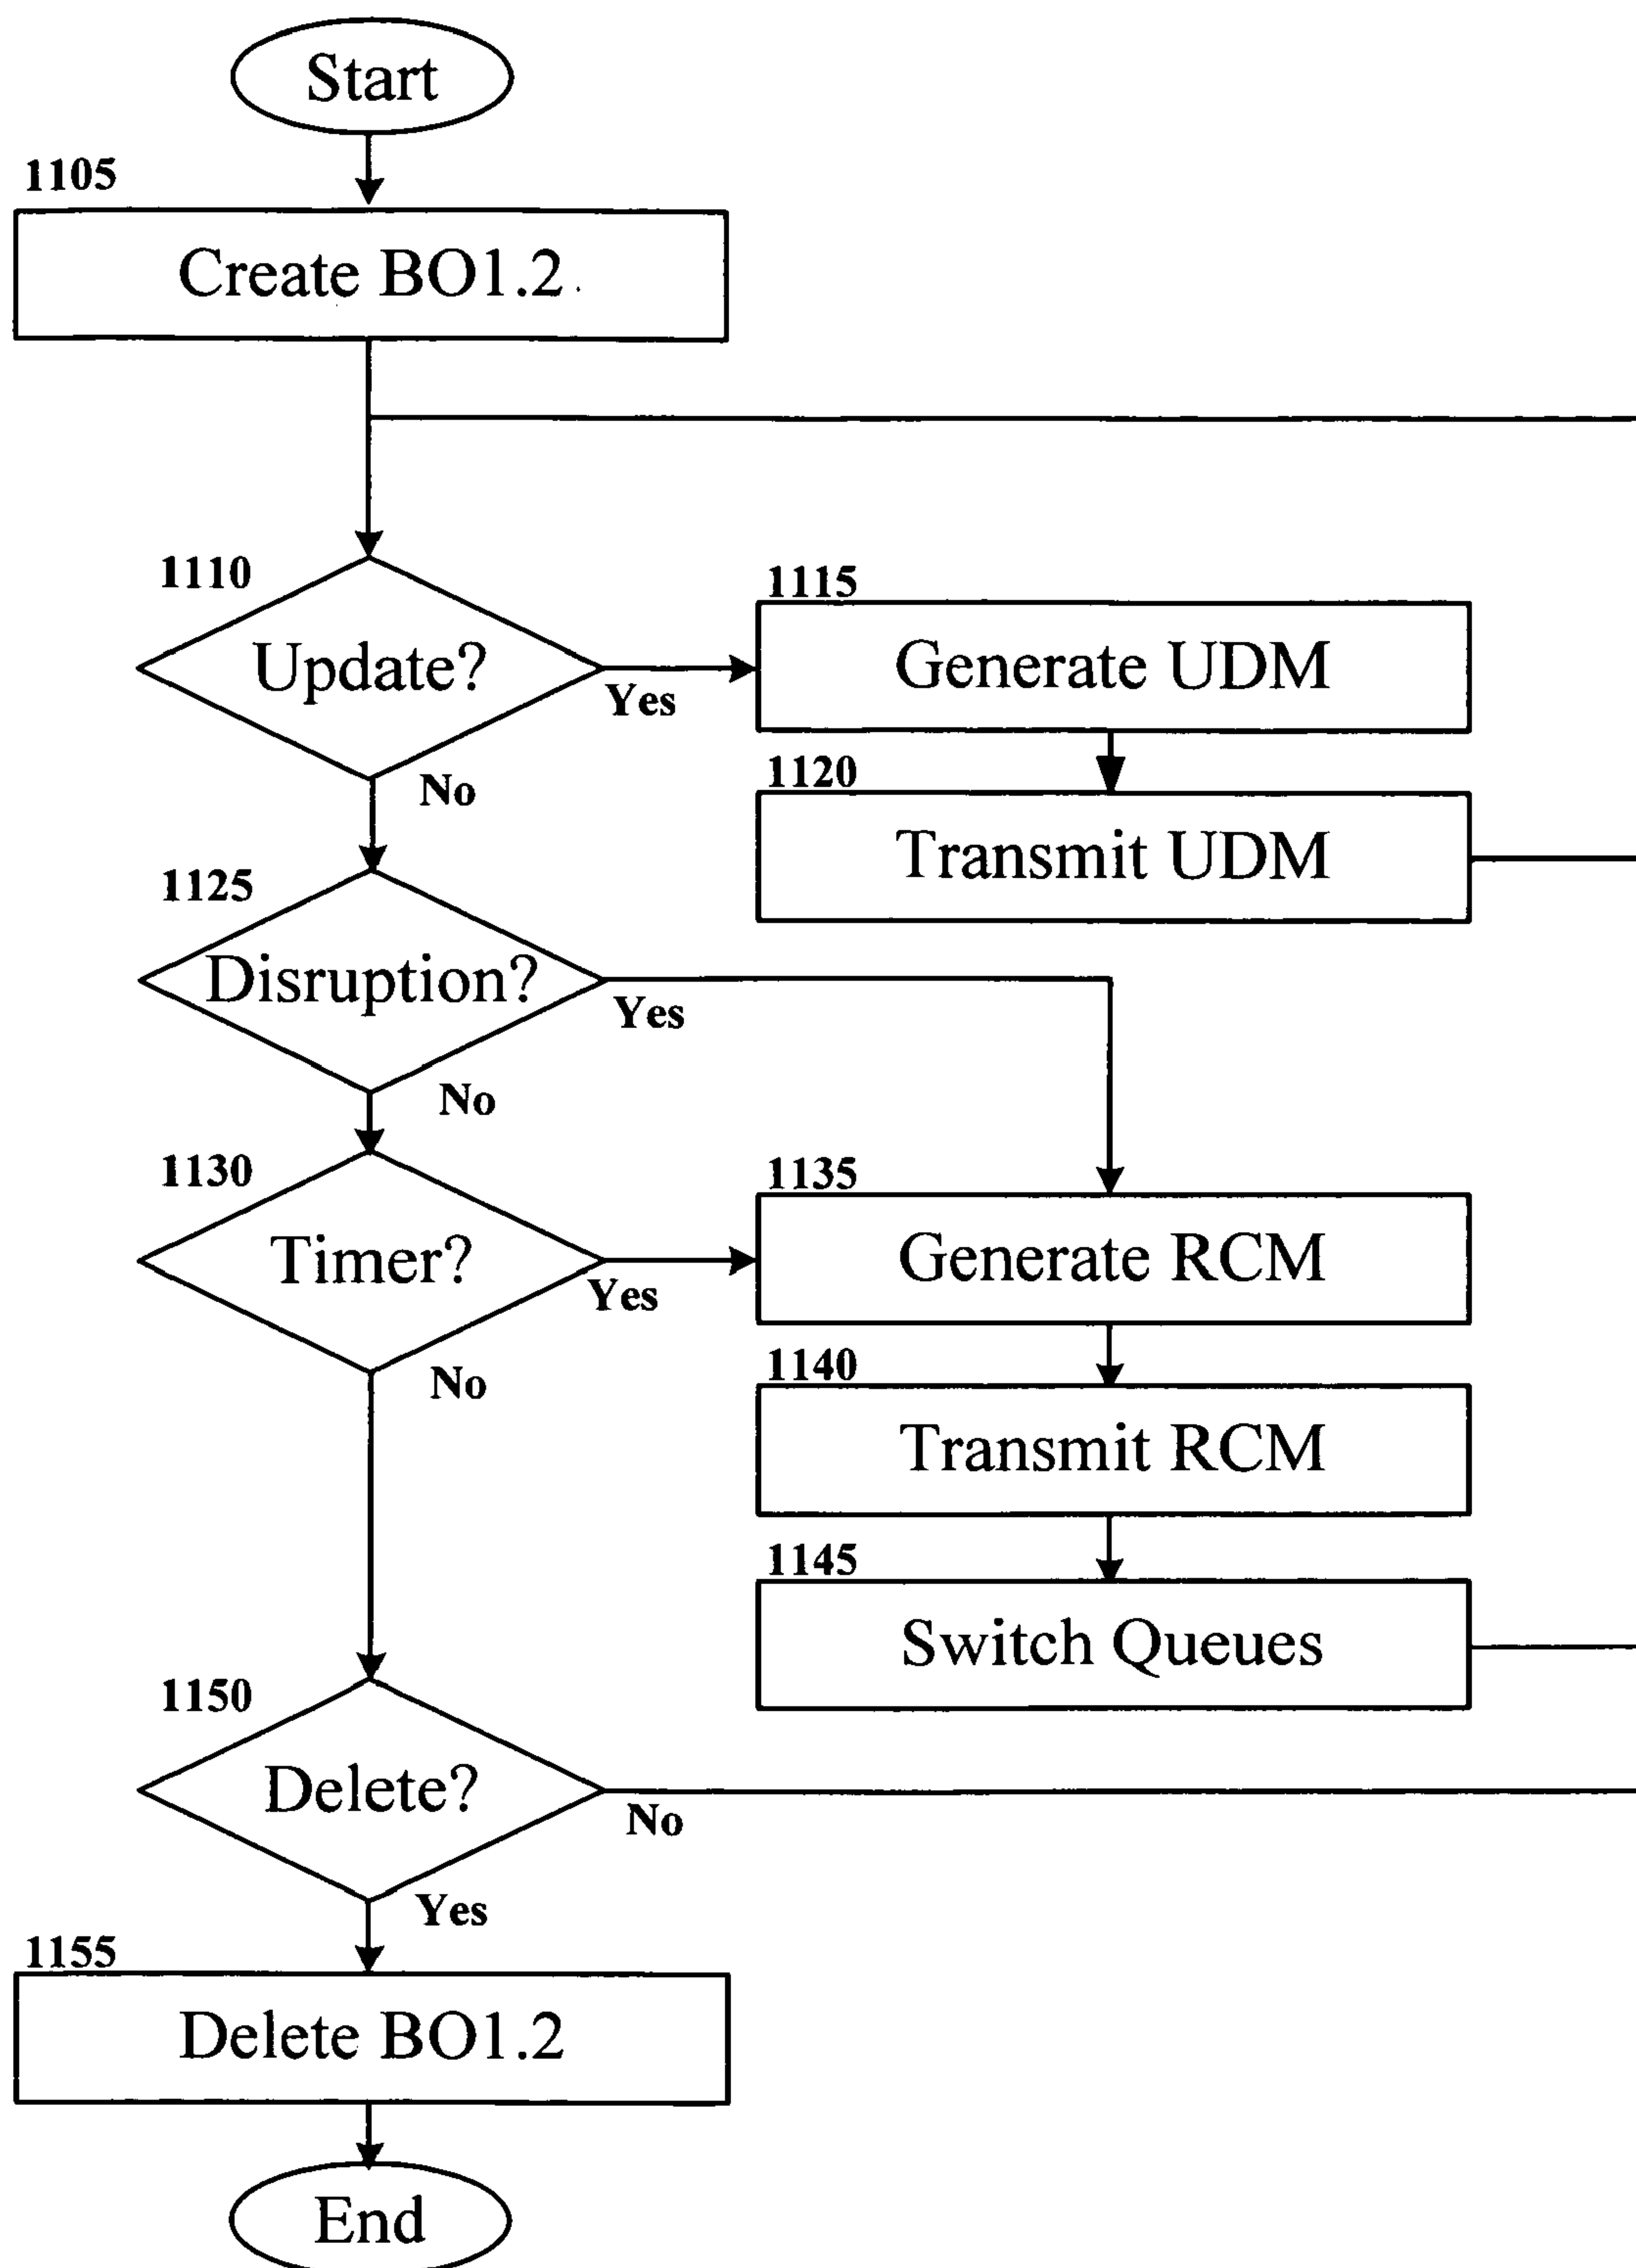 Start
1105
Create BO1.2
1110
Update?
Yes
No
1115
Generate UDM
1120
Transmit UDM
1125
Disruption?
Yes
No
1130
Timer?
Yes
No
1135
Generate RCM
1140
Transmit RCM
1145
Switch Queues
1150
Delete?
No
Yes
1155
Delete BO1.2
End